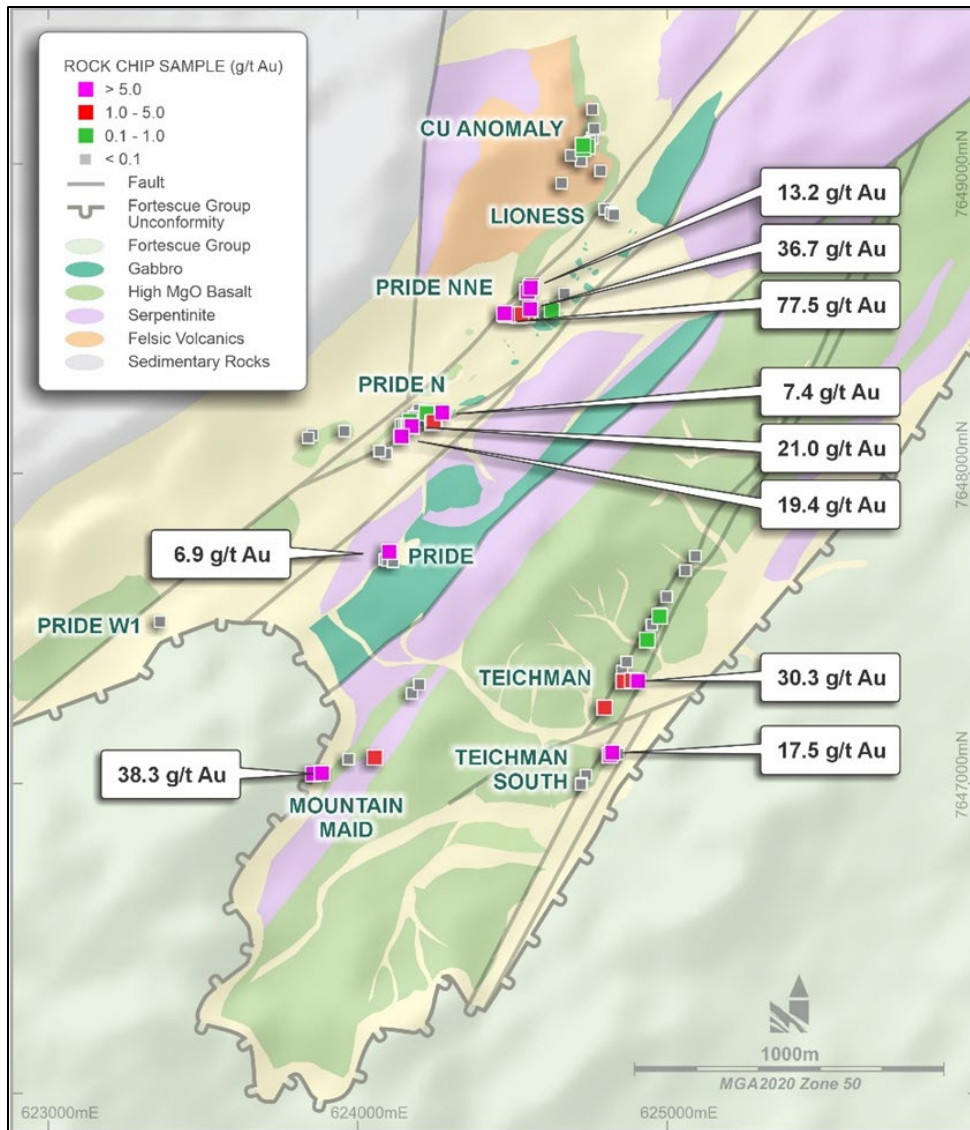 ROCK CHIP SAMPLE (g/t Au)
> 5.0
1.0 - 5.0
0.1 - 1.0
< 0.1
Fault
Fortescue Group
Unconformity
Fortescue Group
Gabbro
High MgO Basalt
Serpentinite
Felsic Volcanics
Sedimentary Rocks
CU ANOMALY
7649000mN
LIONESS
13.2 g/t Au
PRIDE NNE
36.7 g/t Au
77.5 g/t Au
PRIDE N
7.4 g/t Au
21.0 g/t Au
7648000mN
19.4 g/t Au
6.9 g/t Au
PRIDE
PRIDE W1
TEICHMAN
30.3 g/t Au
TEICHMAN
SOUTH
17.5 g/t Au
38.3 g/t Au
7647000mN
MOUNTAIN
MAID
1000m
MGA2020 Zone 50
623000mE
624000mE
625000mE